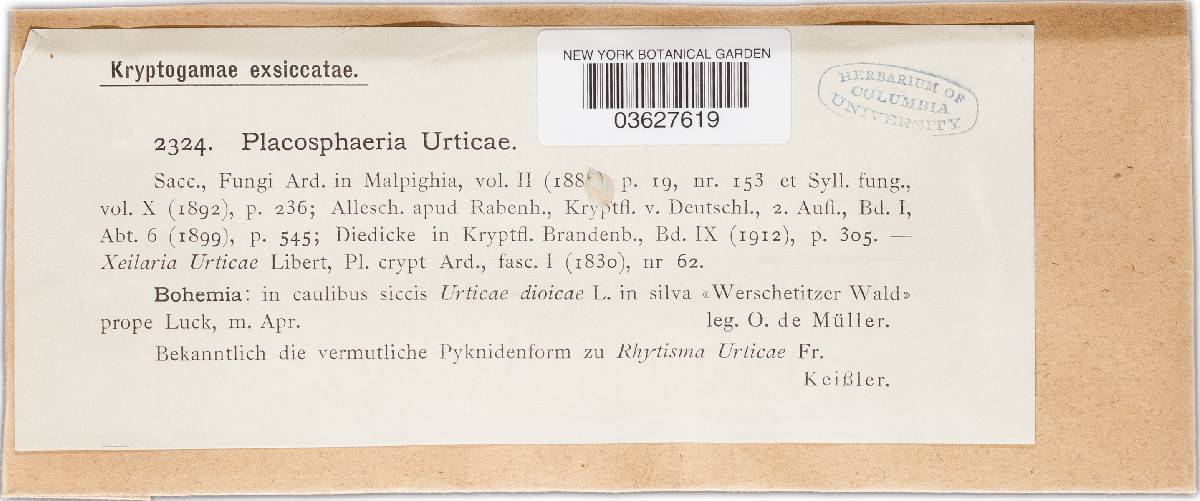 Kryptogamae exsiccatae.
NEW YORK BOTANICAL GARDEN
03627619
HERBARIUM OF
COLUMBIA
UNIVERSITY
2324. Placosphaeria Urticae.
Sacc., Fungi Ard. in Malpighia, vol. II (188 p. 19, nr. 153 et Syll. fung.,
vol. X (1892), p. 236; Allesch. apud Rabenh., Kryptfl. v. Deutschl., 2. Aufl., Bd. I,
Abt. 6 (1899), p. 545; Diedicke in Kryptfl. Brandenb., Bd. IX (1912), p. 305. —
Xeilaria Urticae Libert, Pl. crypt Ard., fasc. I (1830), nr 62.
Bohemia: in caulibus siccis Urticae dioicae L. in silva «Werschetitzer Wald»
prope Luck, m. Apr. leg. O. de Müller.
Bekanntlich die vermutliche Pyknidenform zu Rhytisma Urticae Fr.
Keißler.